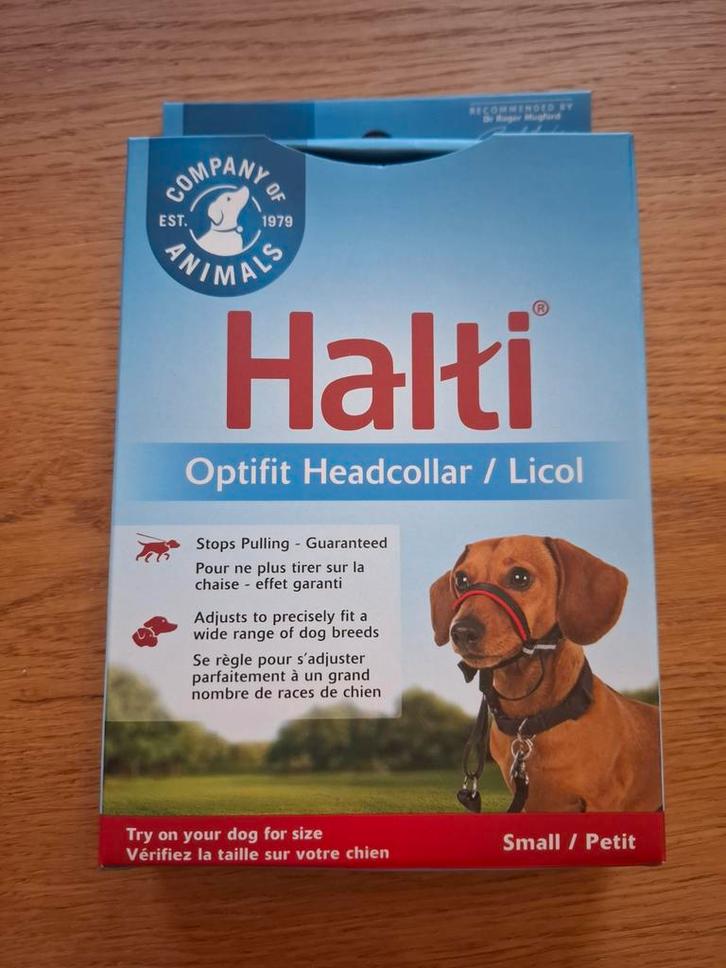 RECOMMENDED BY
Dr Roger Mugford
COMPANY OF
EST. 1979
ANIMALS
Halti®
Optifit Headcollar / Licol
Stops Pulling - Guaranteed
Pour ne plus tirer sur la
chaise - effet garanti
Adjusts to precisely fit a
wide range of dog breeds
Se règle pour s'adjuster
parfaitement à un grand
nombre de races de chien
Try on your dog for size
Vérifiez la taille sur votre chien
Small / Petit